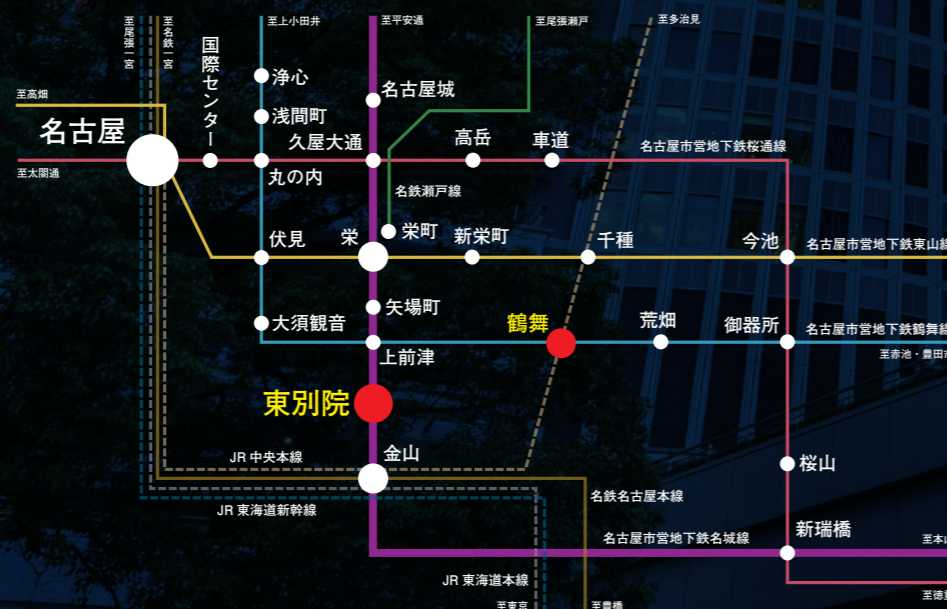 至尾張一宮
至名鉄一宮
至上小田井
至平安通
至尾張瀬戸
至多治見
国際センター
浄心
名古屋城
至高畑
浅間町
名古屋
久屋大通
高岳
車道
名古屋市営地下鉄桜通線
至太閤通
丸の内
名鉄瀬戸線
伏見
栄
栄町
新栄町
千種
今池
名古屋市営地下鉄東山線
矢場町
大須観音
鶴舞
荒畑
御器所
名古屋市営地下鉄鶴舞線
上前津
至赤池・豊田市
東別院
金山
JR 中央本線
桜山
名鉄名古屋本線
JR 東海道新幹線
新瑞橋
名古屋市営地下鉄名城線
至本山
JR 東海道本線
至東京
至豊橋